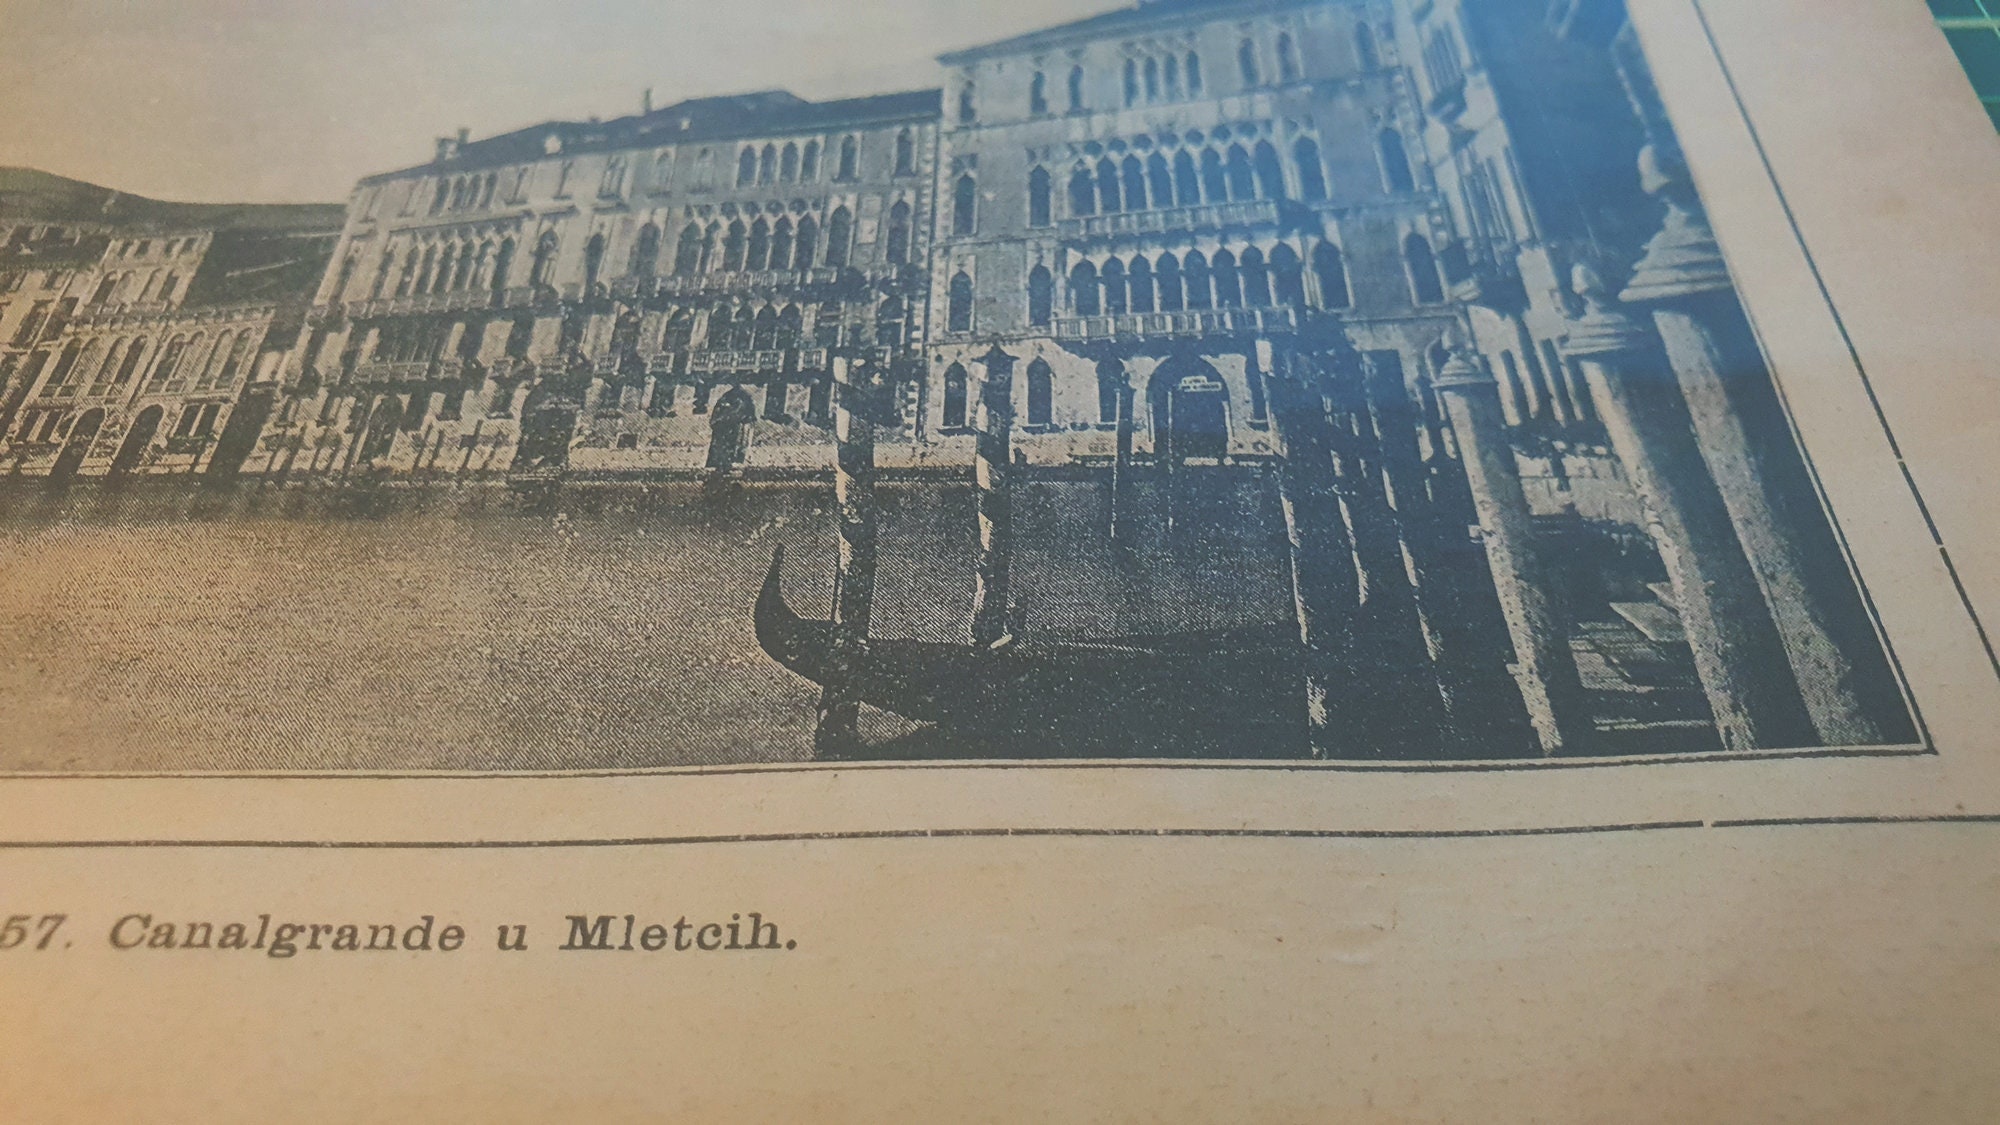 57. Canalgrande u Mletcih.